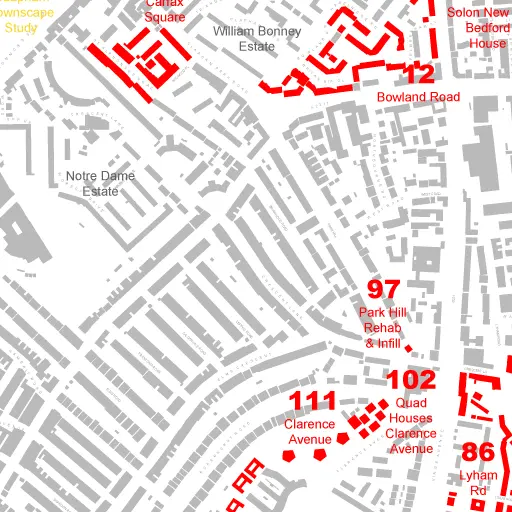 Clapham
Townscape
Study
Carfax
Square
William Bonney
Estate
Solon New
Bedford
House
12
Bowland Road
Notre Dame
Estate
97
Park Hill
Rehab
& Infill
102
Quad
Houses
Clarence
Avenue
111
Clarence
Avenue
86
Lyham
Rd